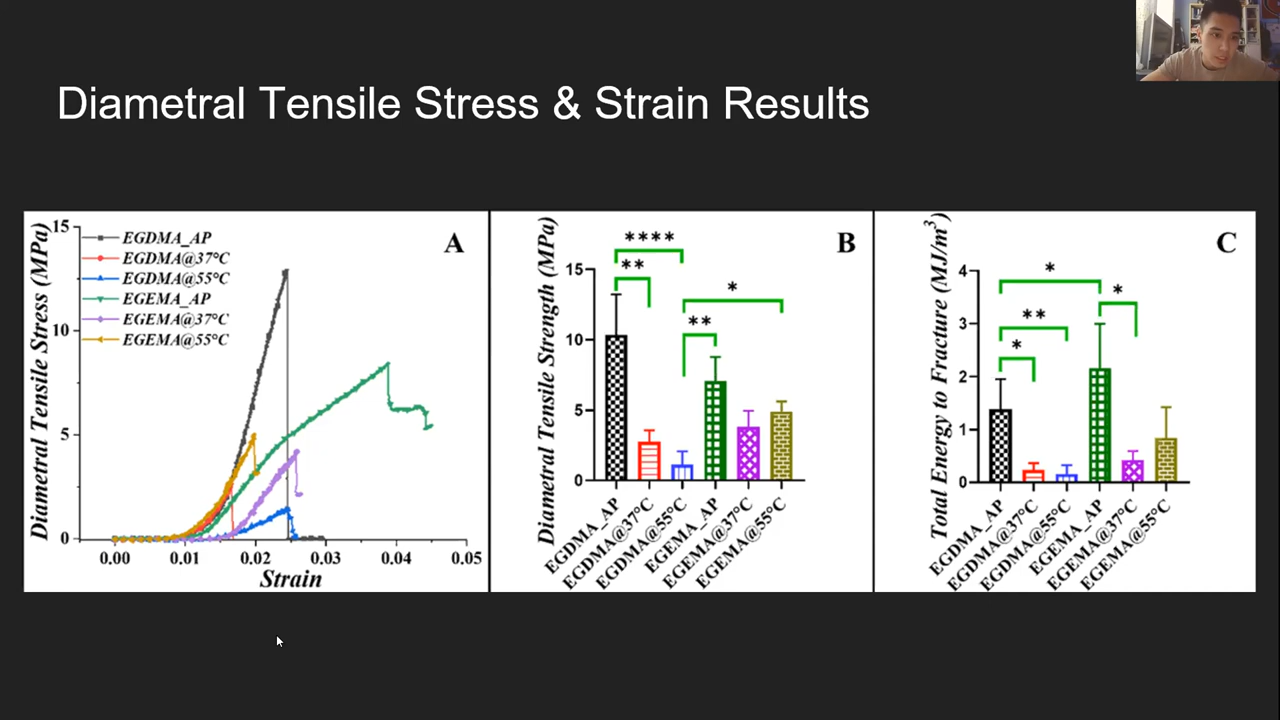 Diametral Tensile Stress & Strain Results
Diametral Tensile Stress (MPa)
15
10
5
0
EGDMA_AP
EGDMA@37°C
EGDMA@55°C
EGEMA_AP
EGEMA@37°C
EGEMA@55°C
A
0.00 0.01 0.02 0.03 0.04 0.05
Strain
Diametral Tensile Strength (MPa)
15
10
5
0
****
**
*
**
B
EGDMA_AP
EGDMA@37°C
EGDMA@55°C
EGEMA_AP
EGEMA@37°C
EGEMA@55°C
Total Energy to Fracture (MJ/m³)
4
3
2
1
0
*
*
**
*
C
EGDMA_AP
EGDMA@37°C
EGDMA@55°C
EGEMA_AP
EGEMA@37°C
EGEMA@55°C